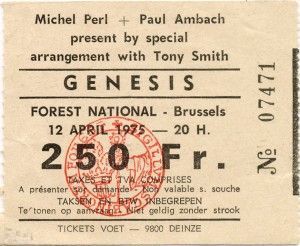 Michel Perl + Paul Ambach
present by special
arrangement with Tony Smith
GENESIS
FOREST NATIONAL - Brussels
12 APRIL 1975 — 20 H.
250 Fr.
TAXES ET TVA COMPRISES
A présenter sur demande - Non valable s. souche
TAKSEN EN BTW INBEGREPEN
Te tonen op aanvraag - Niet geldig zonder strook
TICKETS VOET — 9800 DEINZE
No 07471